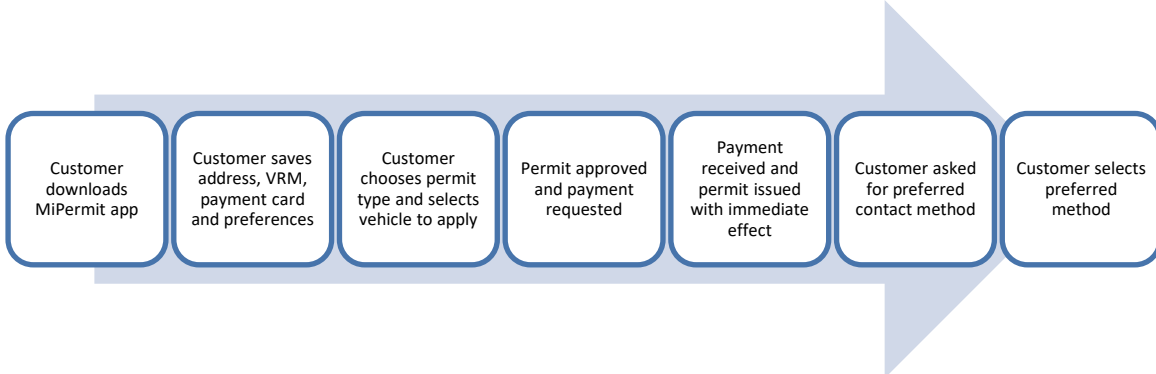 Customer
downloads
MiPermit app
Customer saves
address, VRM,
payment card
and preferences
Customer
chooses permit
type and selects
vehicle to apply
Permit approved
and payment
requested
Payment
received and
permit issued
with immediate
effect
Customer asked
for preferred
contact method
Customer selects
preferred
method